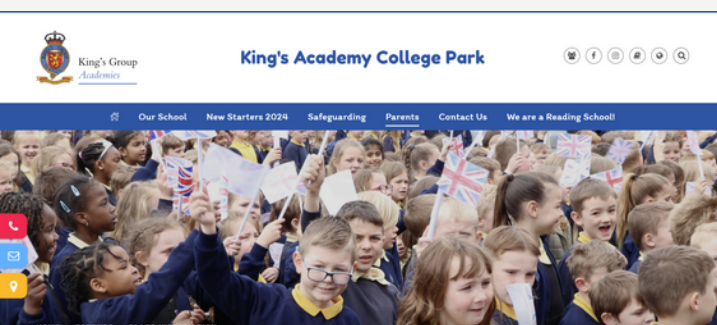 King's Group
Academies
King's Academy College Park
Our School New Starters 2024 Safeguarding Parents Contact Us We are a Reading School!